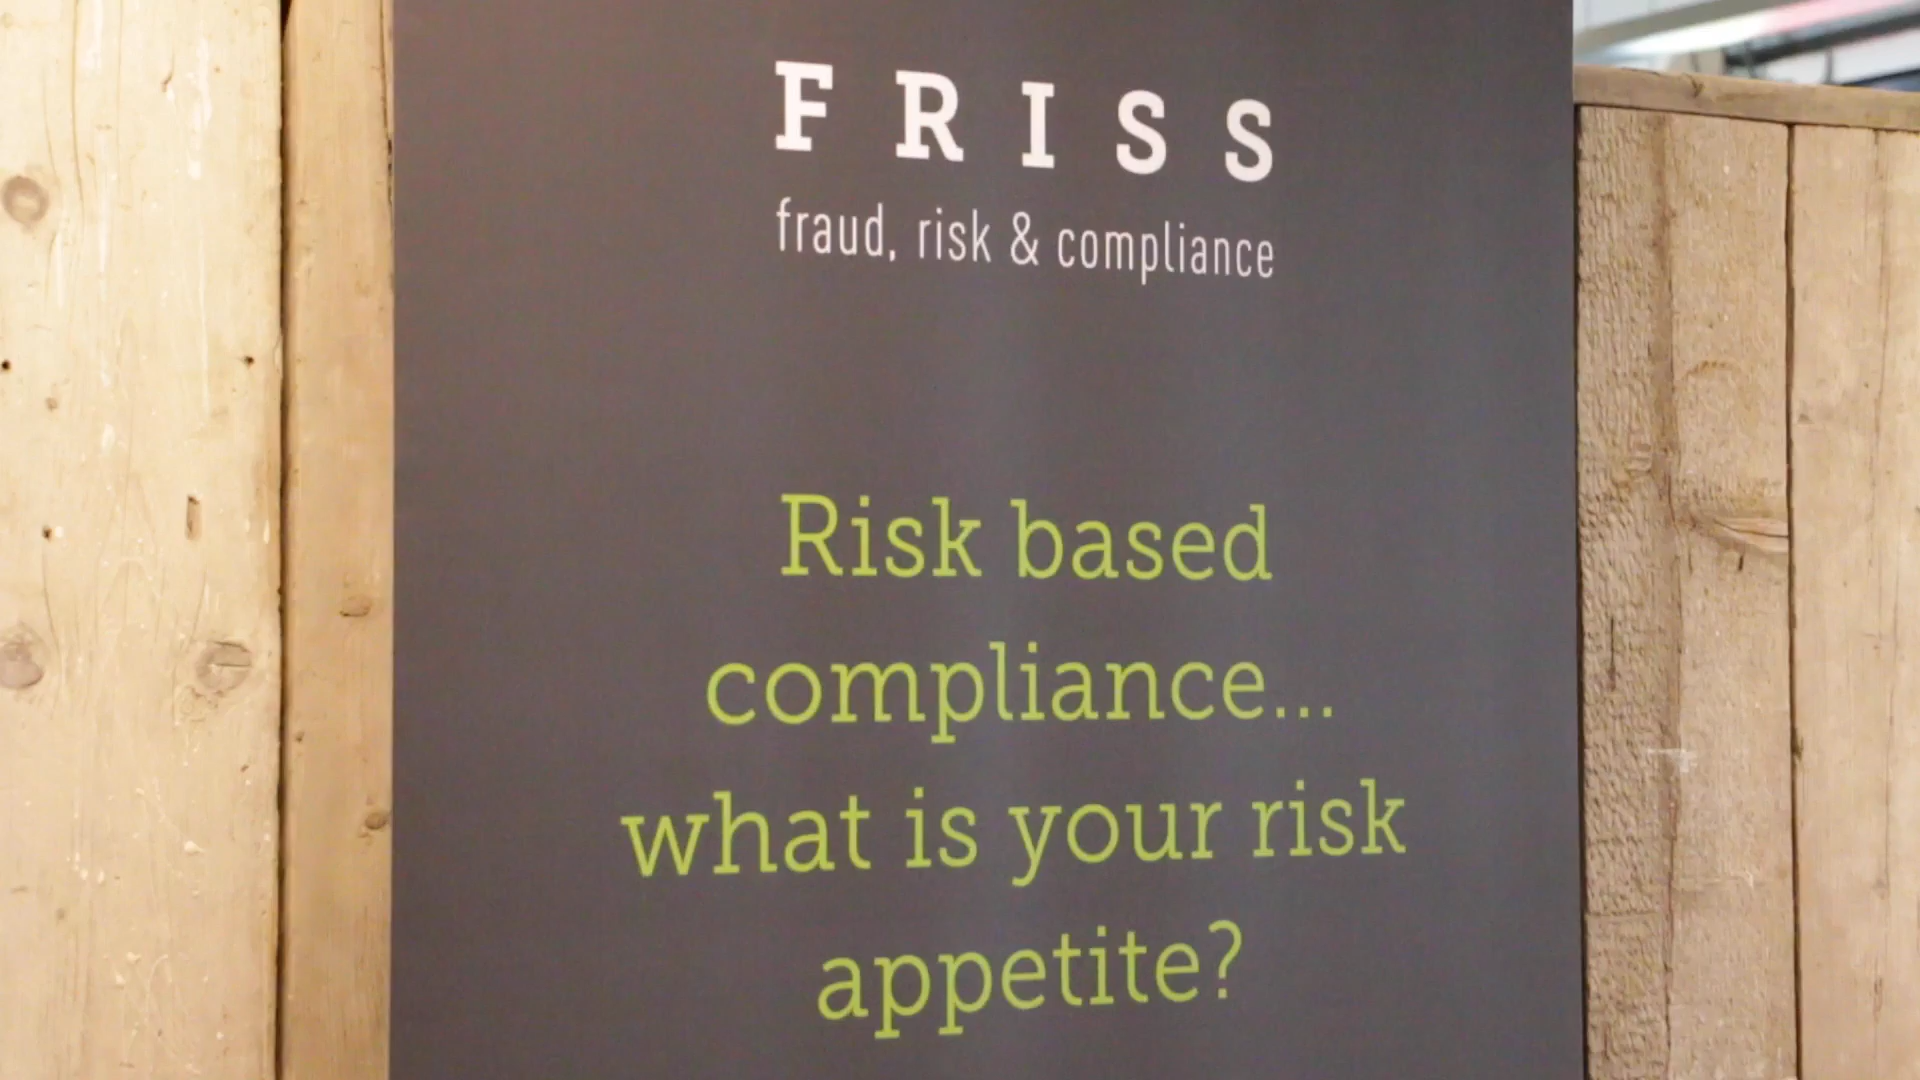 FRISS
fraud, risk & compliance
Risk based
compliance...
what is your risk
appetite?